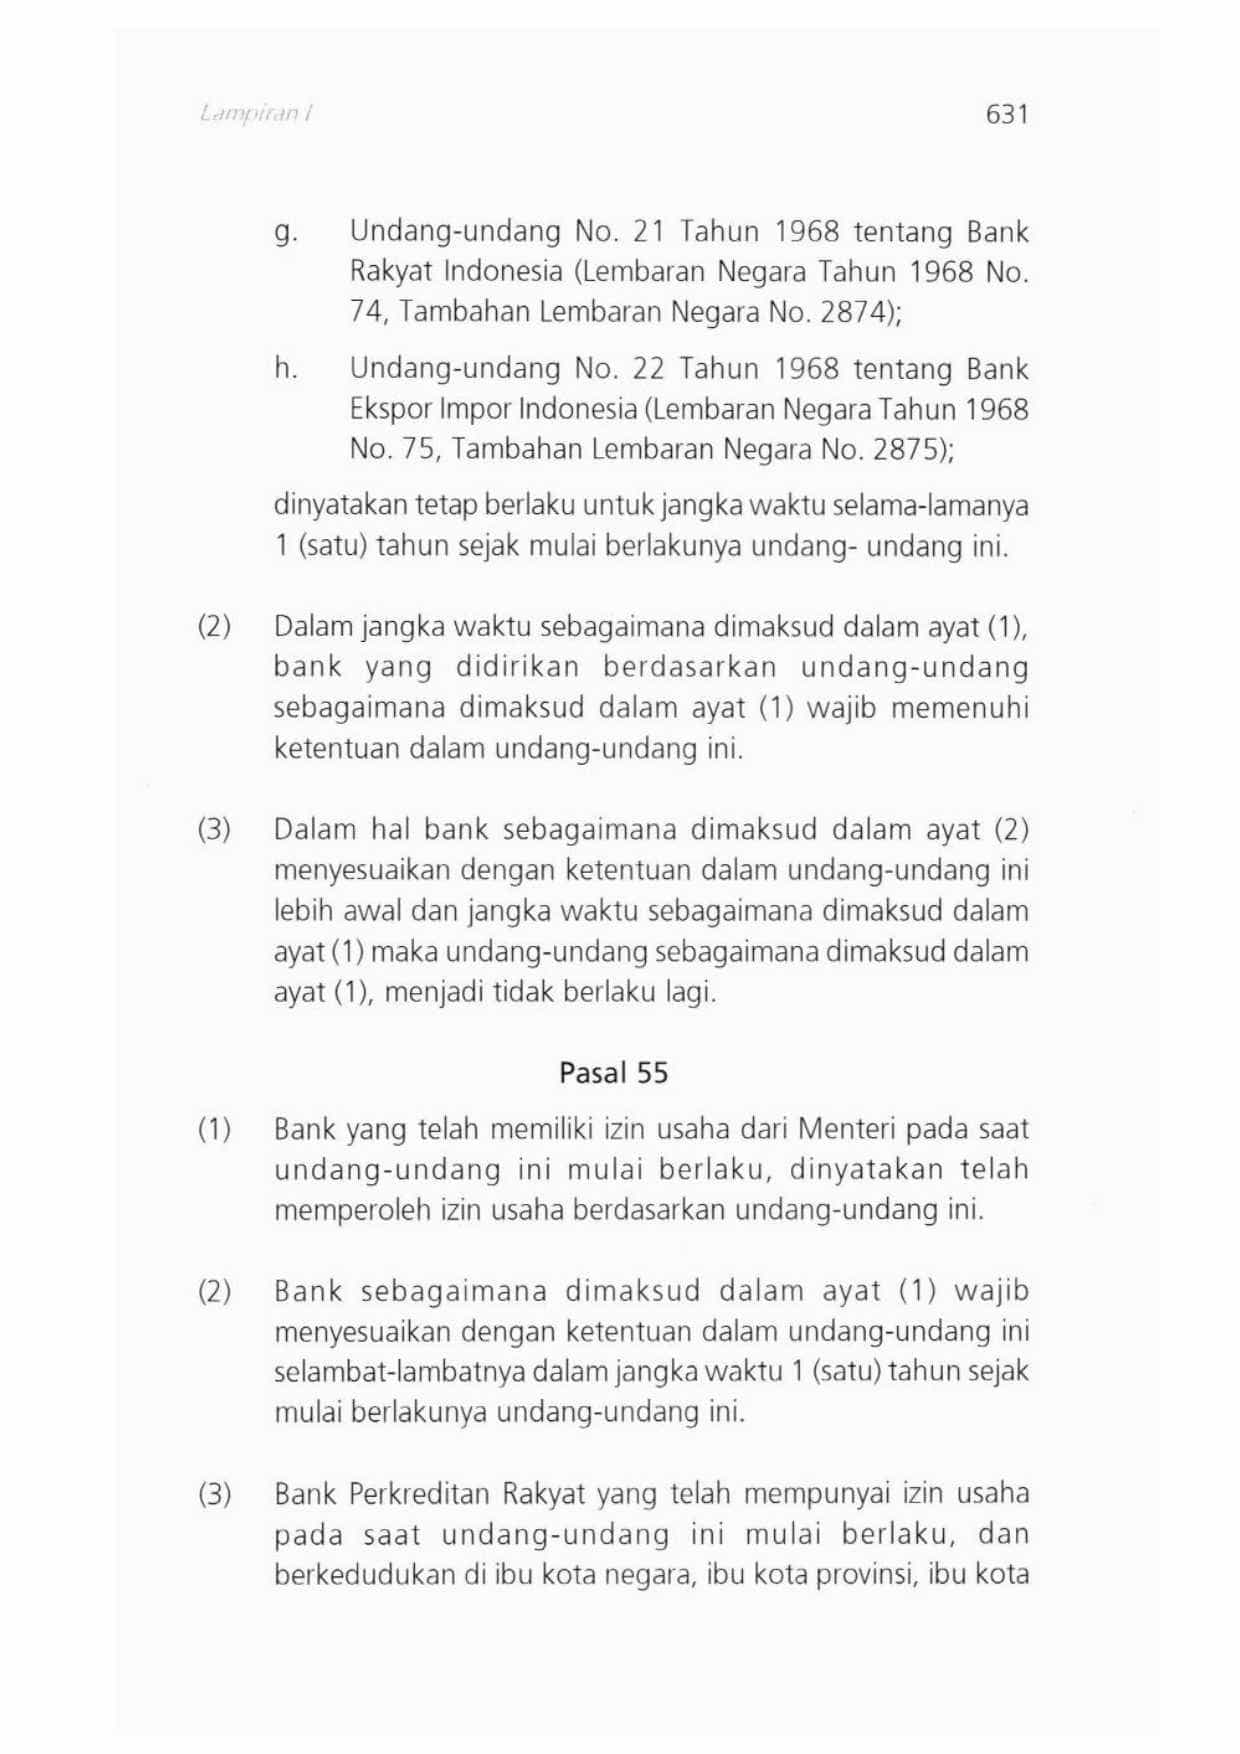 Lampiran I 631
g. Undang-undang No. 21 Tahun 1968 tentang Bank
Rakyat Indonesia (Lembaran Negara Tahun 1968 No.
74, Tambahan Lembaran Negara No. 2874);
h. Undang-undang No. 22 Tahun 1968 tentang Bank
Ekspor Impor Indonesia (Lembaran Negara Tahun 1968
No. 75, Tambahan Lembaran Negara No. 2875);
dinyatakan tetap berlaku untuk jangka waktu selama-lamanya
1 (satu) tahun sejak mulai berlakunya undang- undang ini.
(2) Dalam jangka waktu sebagaimana dimaksud dalam ayat (1),
bank yang didirikan berdasarkan undang-undang
sebagaimana dimaksud dalam ayat (1) wajib memenuhi
ketentuan dalam undang-undang ini.
(3) Dalam hal bank sebagaimana dimaksud dalam ayat (2)
menyesuaikan dengan ketentuan dalam undang-undang ini
lebih awal dan jangka waktu sebagaimana dimaksud dalam
ayat (1) maka undang-undang sebagaimana dimaksud dalam
ayat (1), menjadi tidak berlaku lagi.
Pasal 55
(1) Bank yang telah memiliki izin usaha dari Menteri pada saat
undang-undang ini mulai berlaku, dinyatakan telah
memperoleh izin usaha berdasarkan undang-undang ini.
(2) Bank sebagaimana dimaksud dalam ayat (1) wajib
menyesuaikan dengan ketentuan dalam undang-undang ini
selambat-lambatnya dalam jangka waktu 1 (satu) tahun sejak
mulai berlakunya undang-undang ini.
(3) Bank Perkreditan Rakyat yang telah mempunyai izin usaha
pada saat undang-undang ini mulai berlaku, dan
berkedudukan di ibu kota negara, ibu kota provinsi, ibu kota